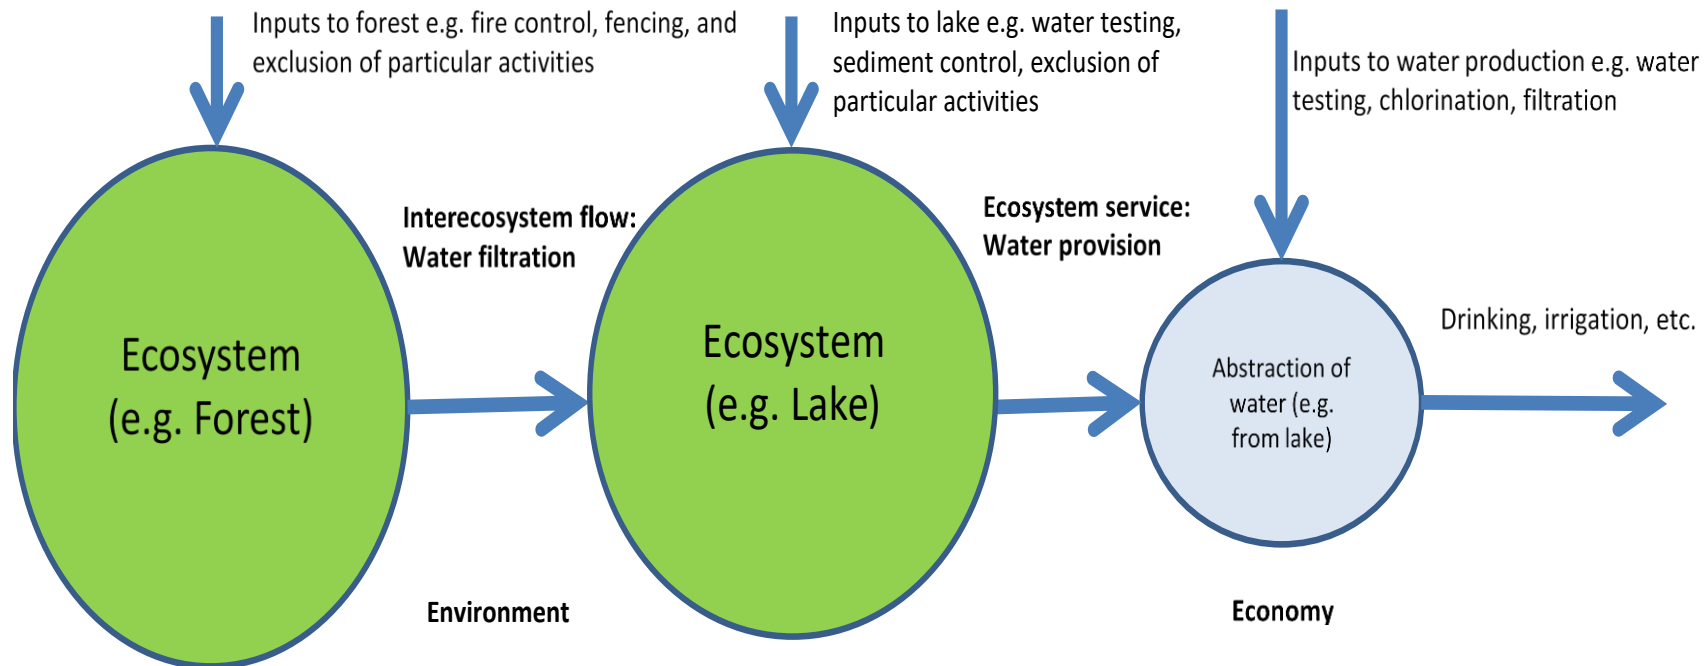 Inputs to forest e.g. fire control, fencing, and
exclusion of particular activities
Inputs to lake e.g. water testing,
sediment control, exclusion of
particular activities
Inputs to water production e.g. water
testing, chlorination, filtration
Interecosystem flow:
Water filtration
Ecosystem service:
Water provision
Ecosystem
(e.g. Forest)
Ecosystem
(e.g. Lake)
Abstraction of
water (e.g.
from lake)
Drinking, irrigation, etc.
Environment
Economy